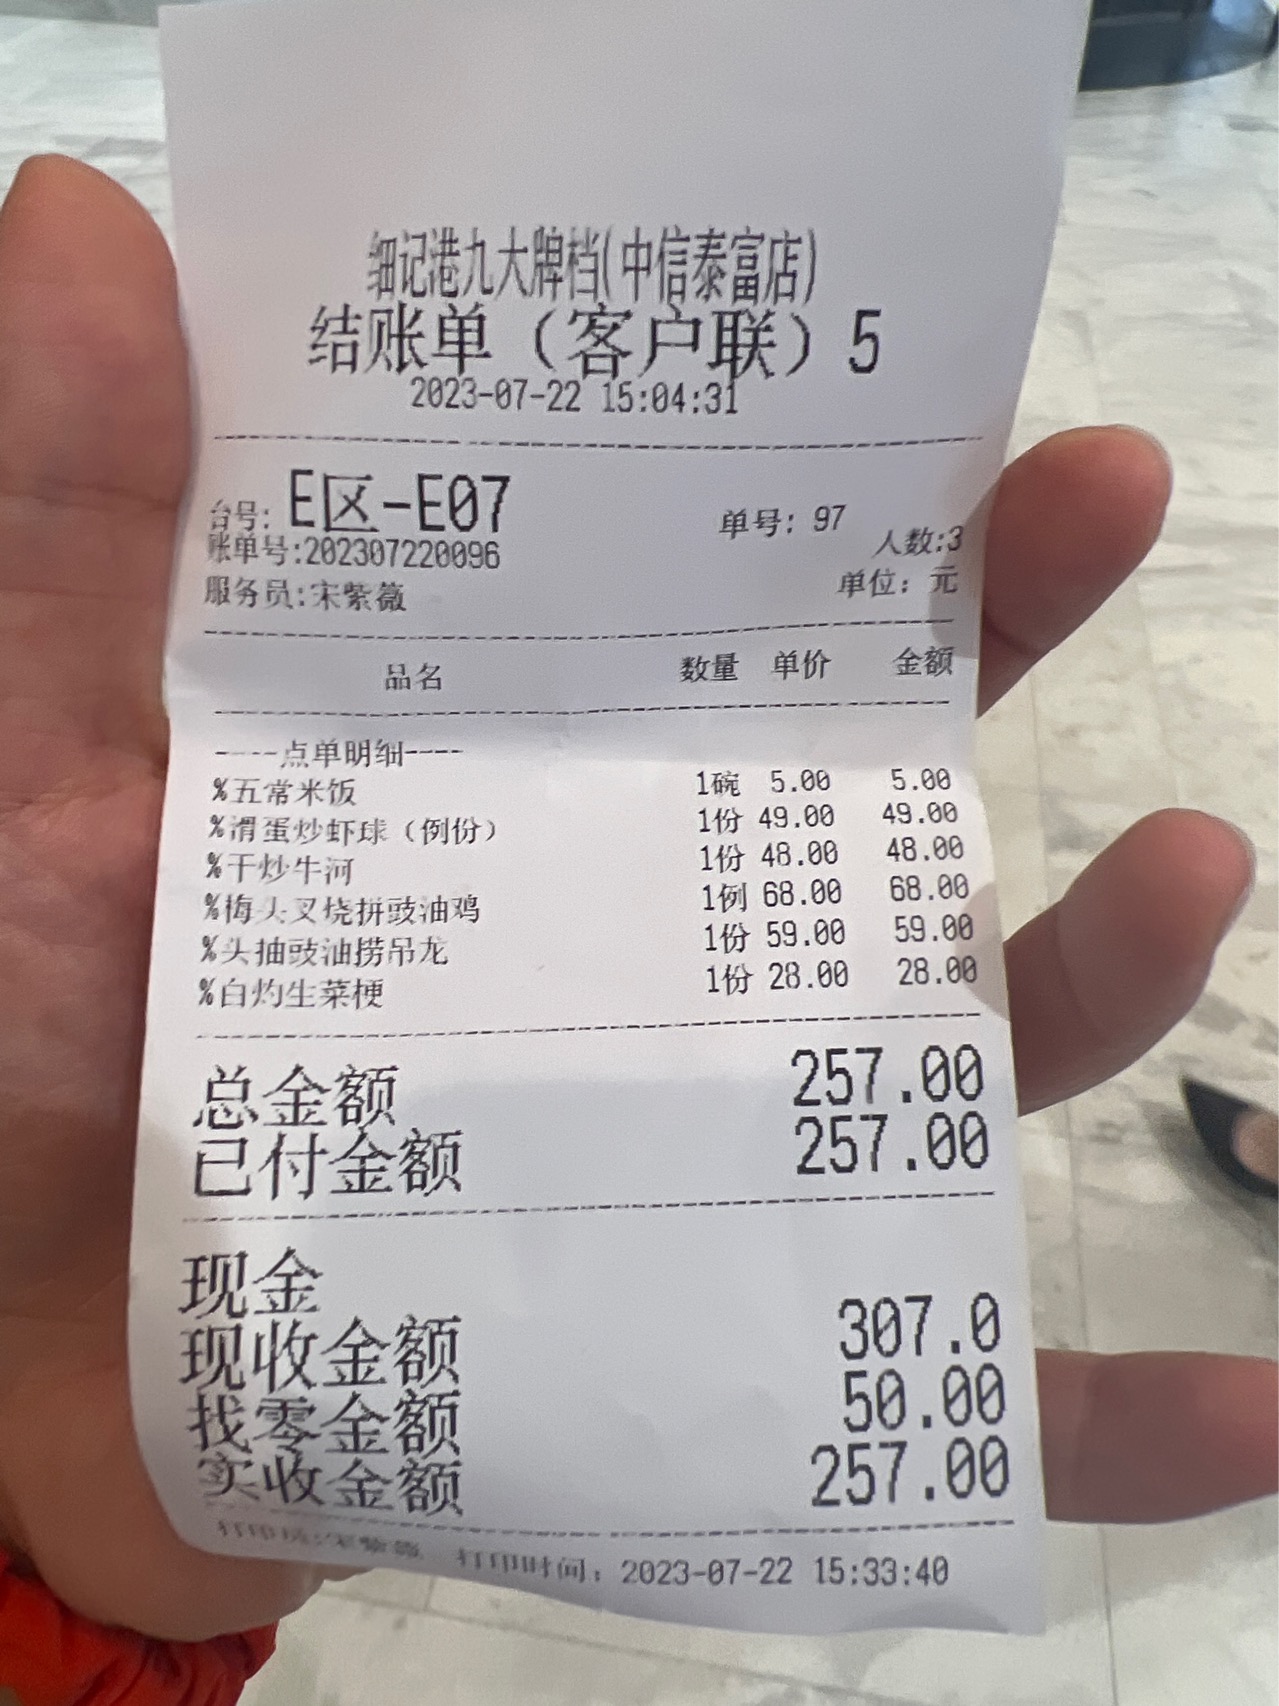 细记港九大牌档(中信泰富店)
结账单（客户联）5
2023-07-22 15:04:31
台号: E区-E07 单号: 97
账单号:202307220096 人数:3
服务员:宋紫薇 单位: 元
品名 数量 单价 金额
----点单明细----
%五常米饭 1碗 5.00 5.00
%滑蛋炒虾球（例份） 1份 49.00 49.00
%干炒牛河 1份 48.00 48.00
%梅头叉烧拼豉油鸡 1例 68.00 68.00
%头抽豉油捞吊龙 1份 59.00 59.00
%白灼生菜梗 1份 28.00 28.00
总金额 257.00
已付金额 257.00
现金
现收金额 307.0
找零金额 50.00
实收金额 257.00
打印员:宋紫薇 打印时间: 2023-07-22 15:33:40